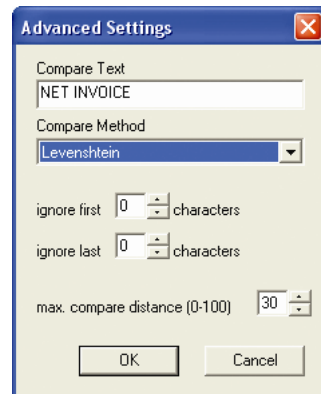 Advanced Settings
Compare Text
NET INVOICE
Compare Method
Levenshtein
ignore first 0 characters
ignore last 0 characters
max. compare distance (0-100) 30
OK Cancel